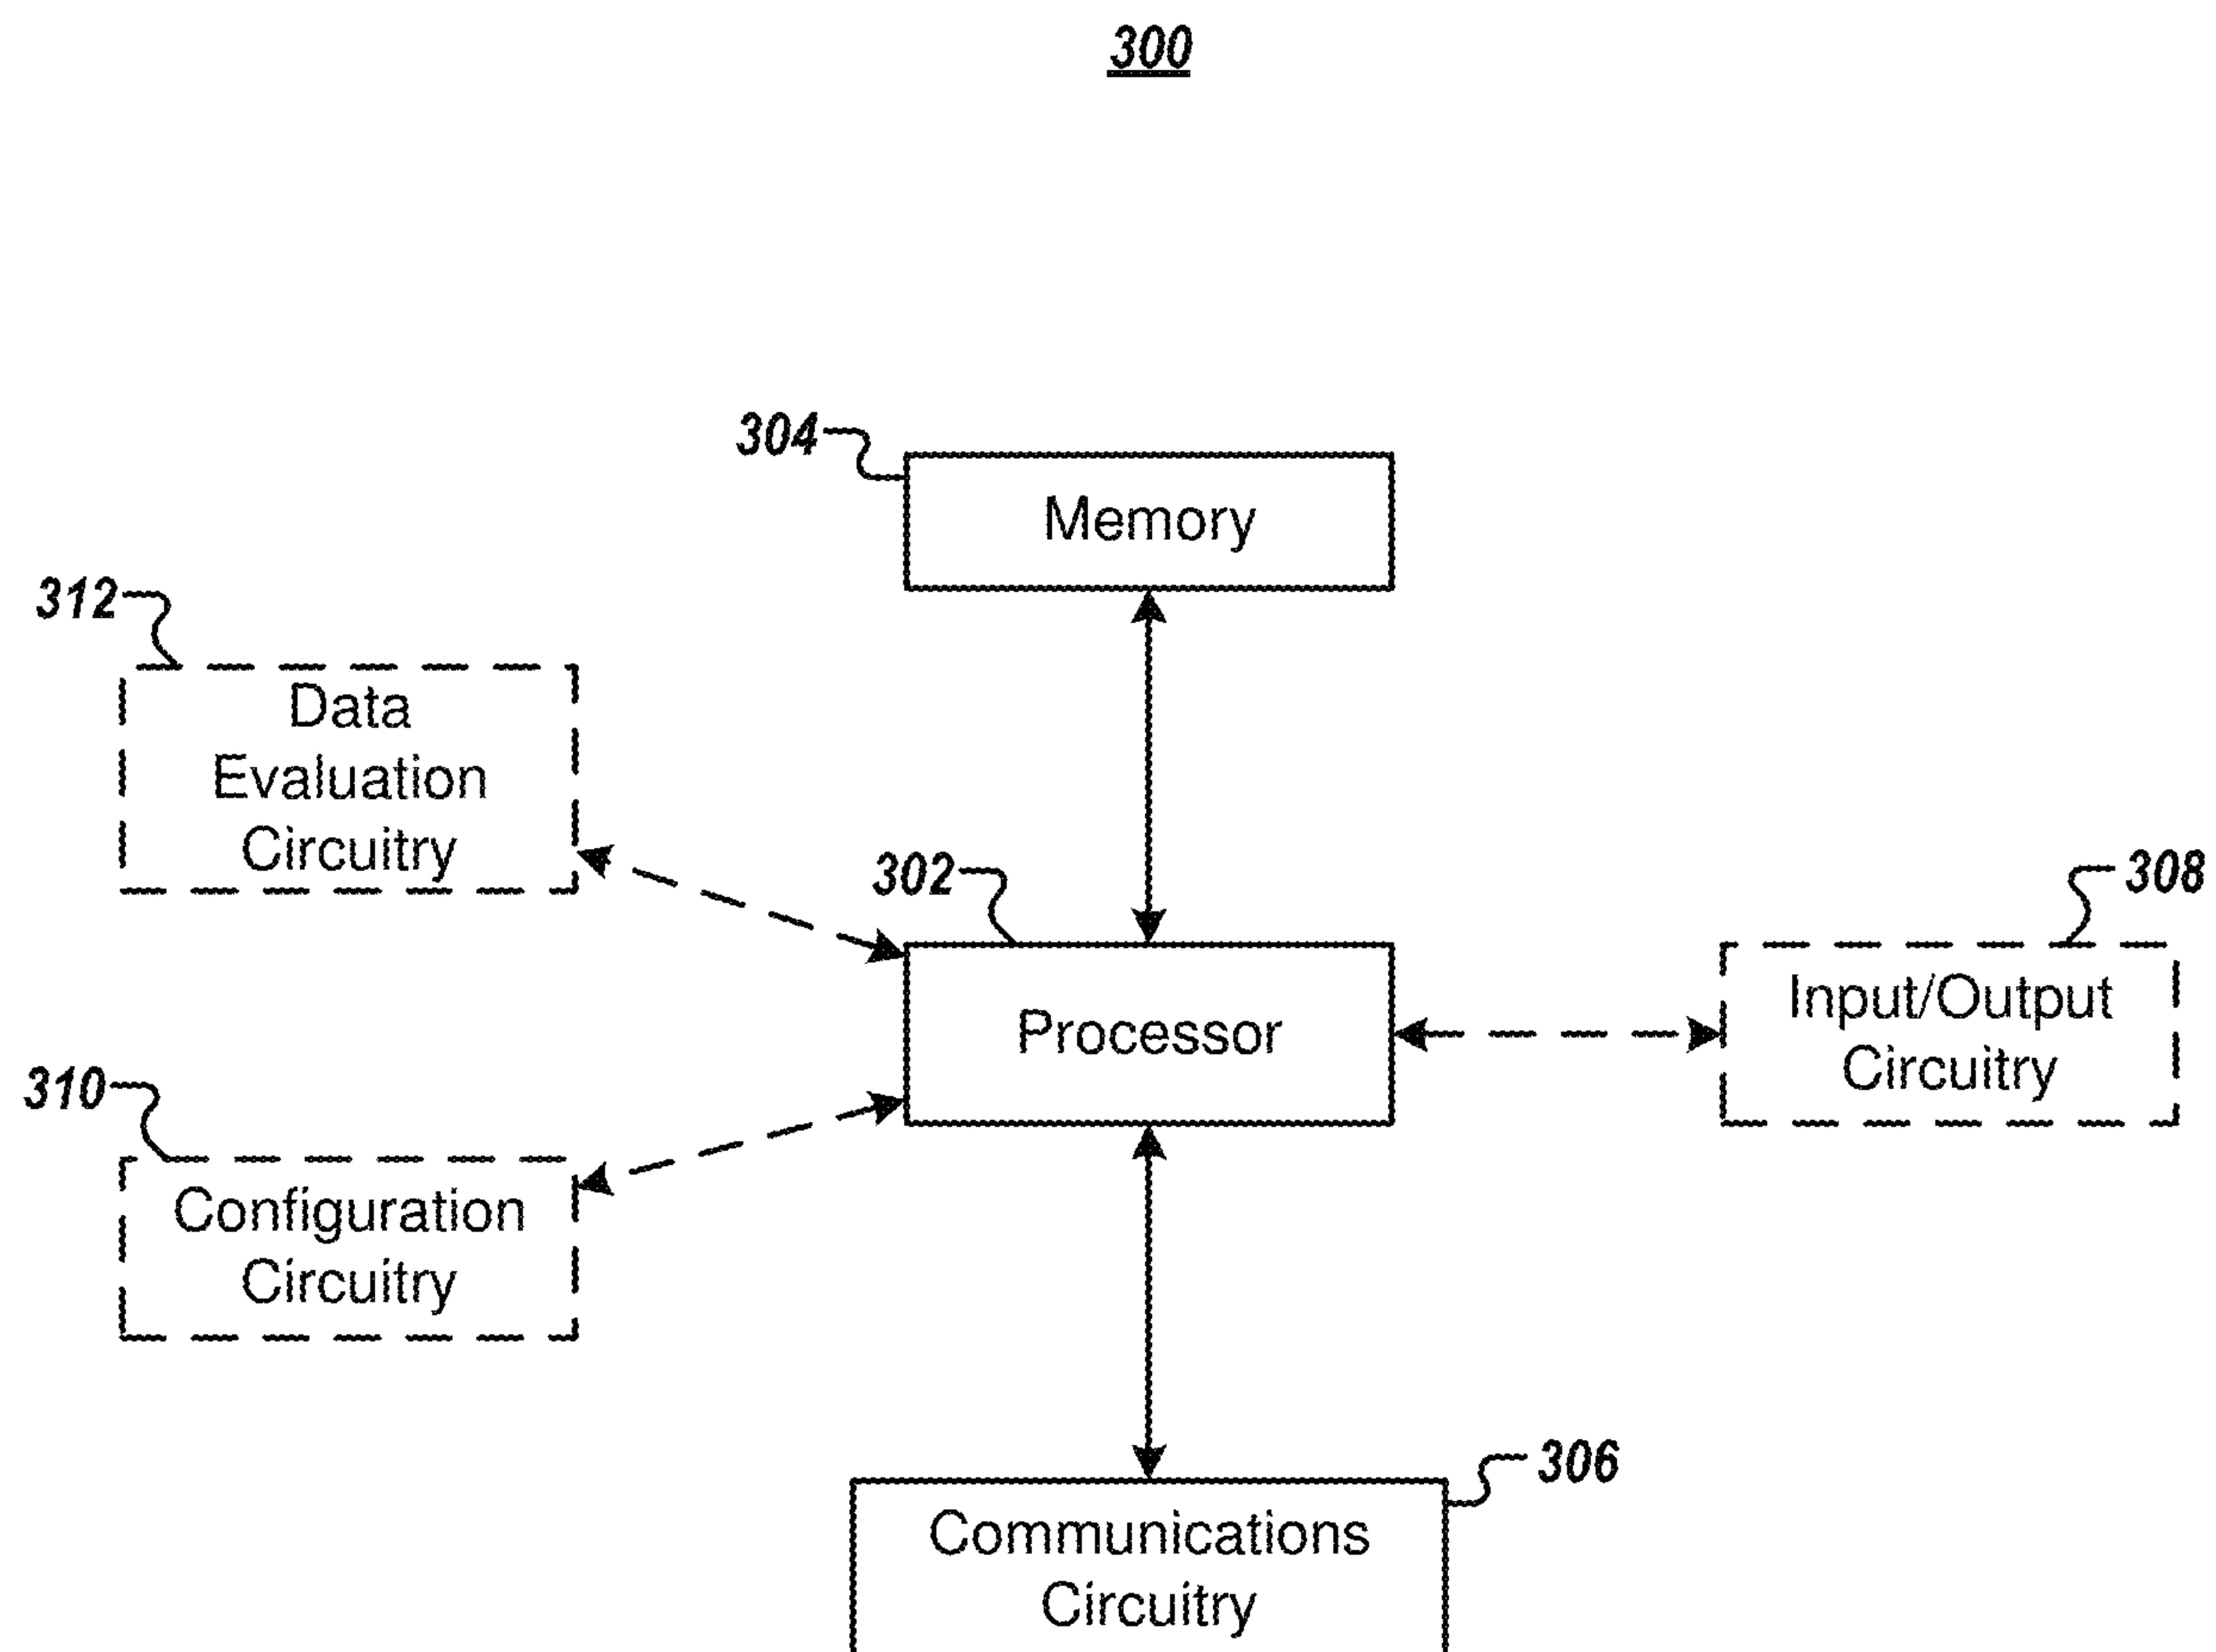 300
304
Memory
312
Data
Evaluation
Circuitry
302
308
Processor
Input/Output
Circuitry
310
Configuration
Circuitry
306
Communications
Circuitry